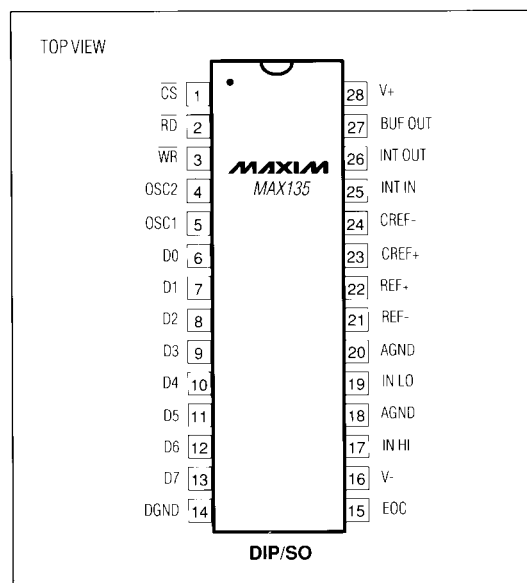 TOP VIEW
CS 1
RD 2
WR 3
OSC2 4
OSC1 5
D0 6
D1 7
D2 8
D3 9
D4 10
D5 11
D6 12
D7 13
DGND 14
MAXIM
MAX135
28 V+
27 BUF OUT
26 INT OUT
25 INT IN
24 CREF-
23 CREF+
22 REF+
21 REF-
20 AGND
19 IN LO
18 AGND
17 IN HI
16 V-
15 EOC
DIP/SO